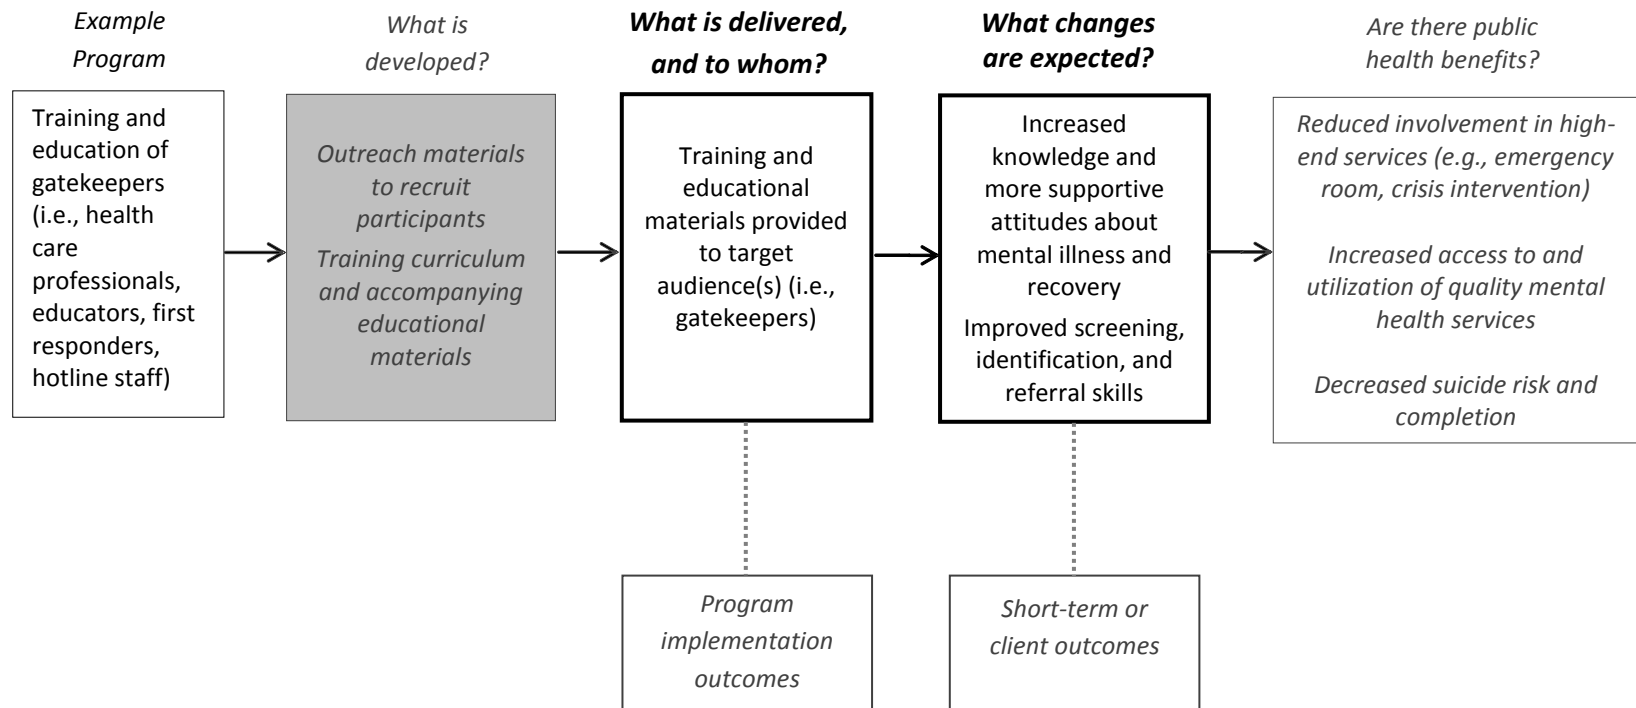 Example
Program
What is
developed?
What is delivered,
and to whom?
What changes
are expected?
Are there public
health benefits?
Training and
education of
gatekeepers
(i.e., health
care
professionals,
educators, first
responders,
hotline staff)
Outreach materials
to recruit
participants
Training curriculum
and accompanying
educational
materials
Training and
educational
materials provided
to target
audience(s) (i.e.,
gatekeepers)
Increased
knowledge and
more supportive
attitudes about
mental illness and
recovery
Improved screening,
identification, and
referral skills
Reduced involvement in high-
end services (e.g., emergency
room, crisis intervention)
Increased access to and
utilization of quality mental
health services
Decreased suicide risk and
completion
Program
implementation
outcomes
Short-term or
client outcomes